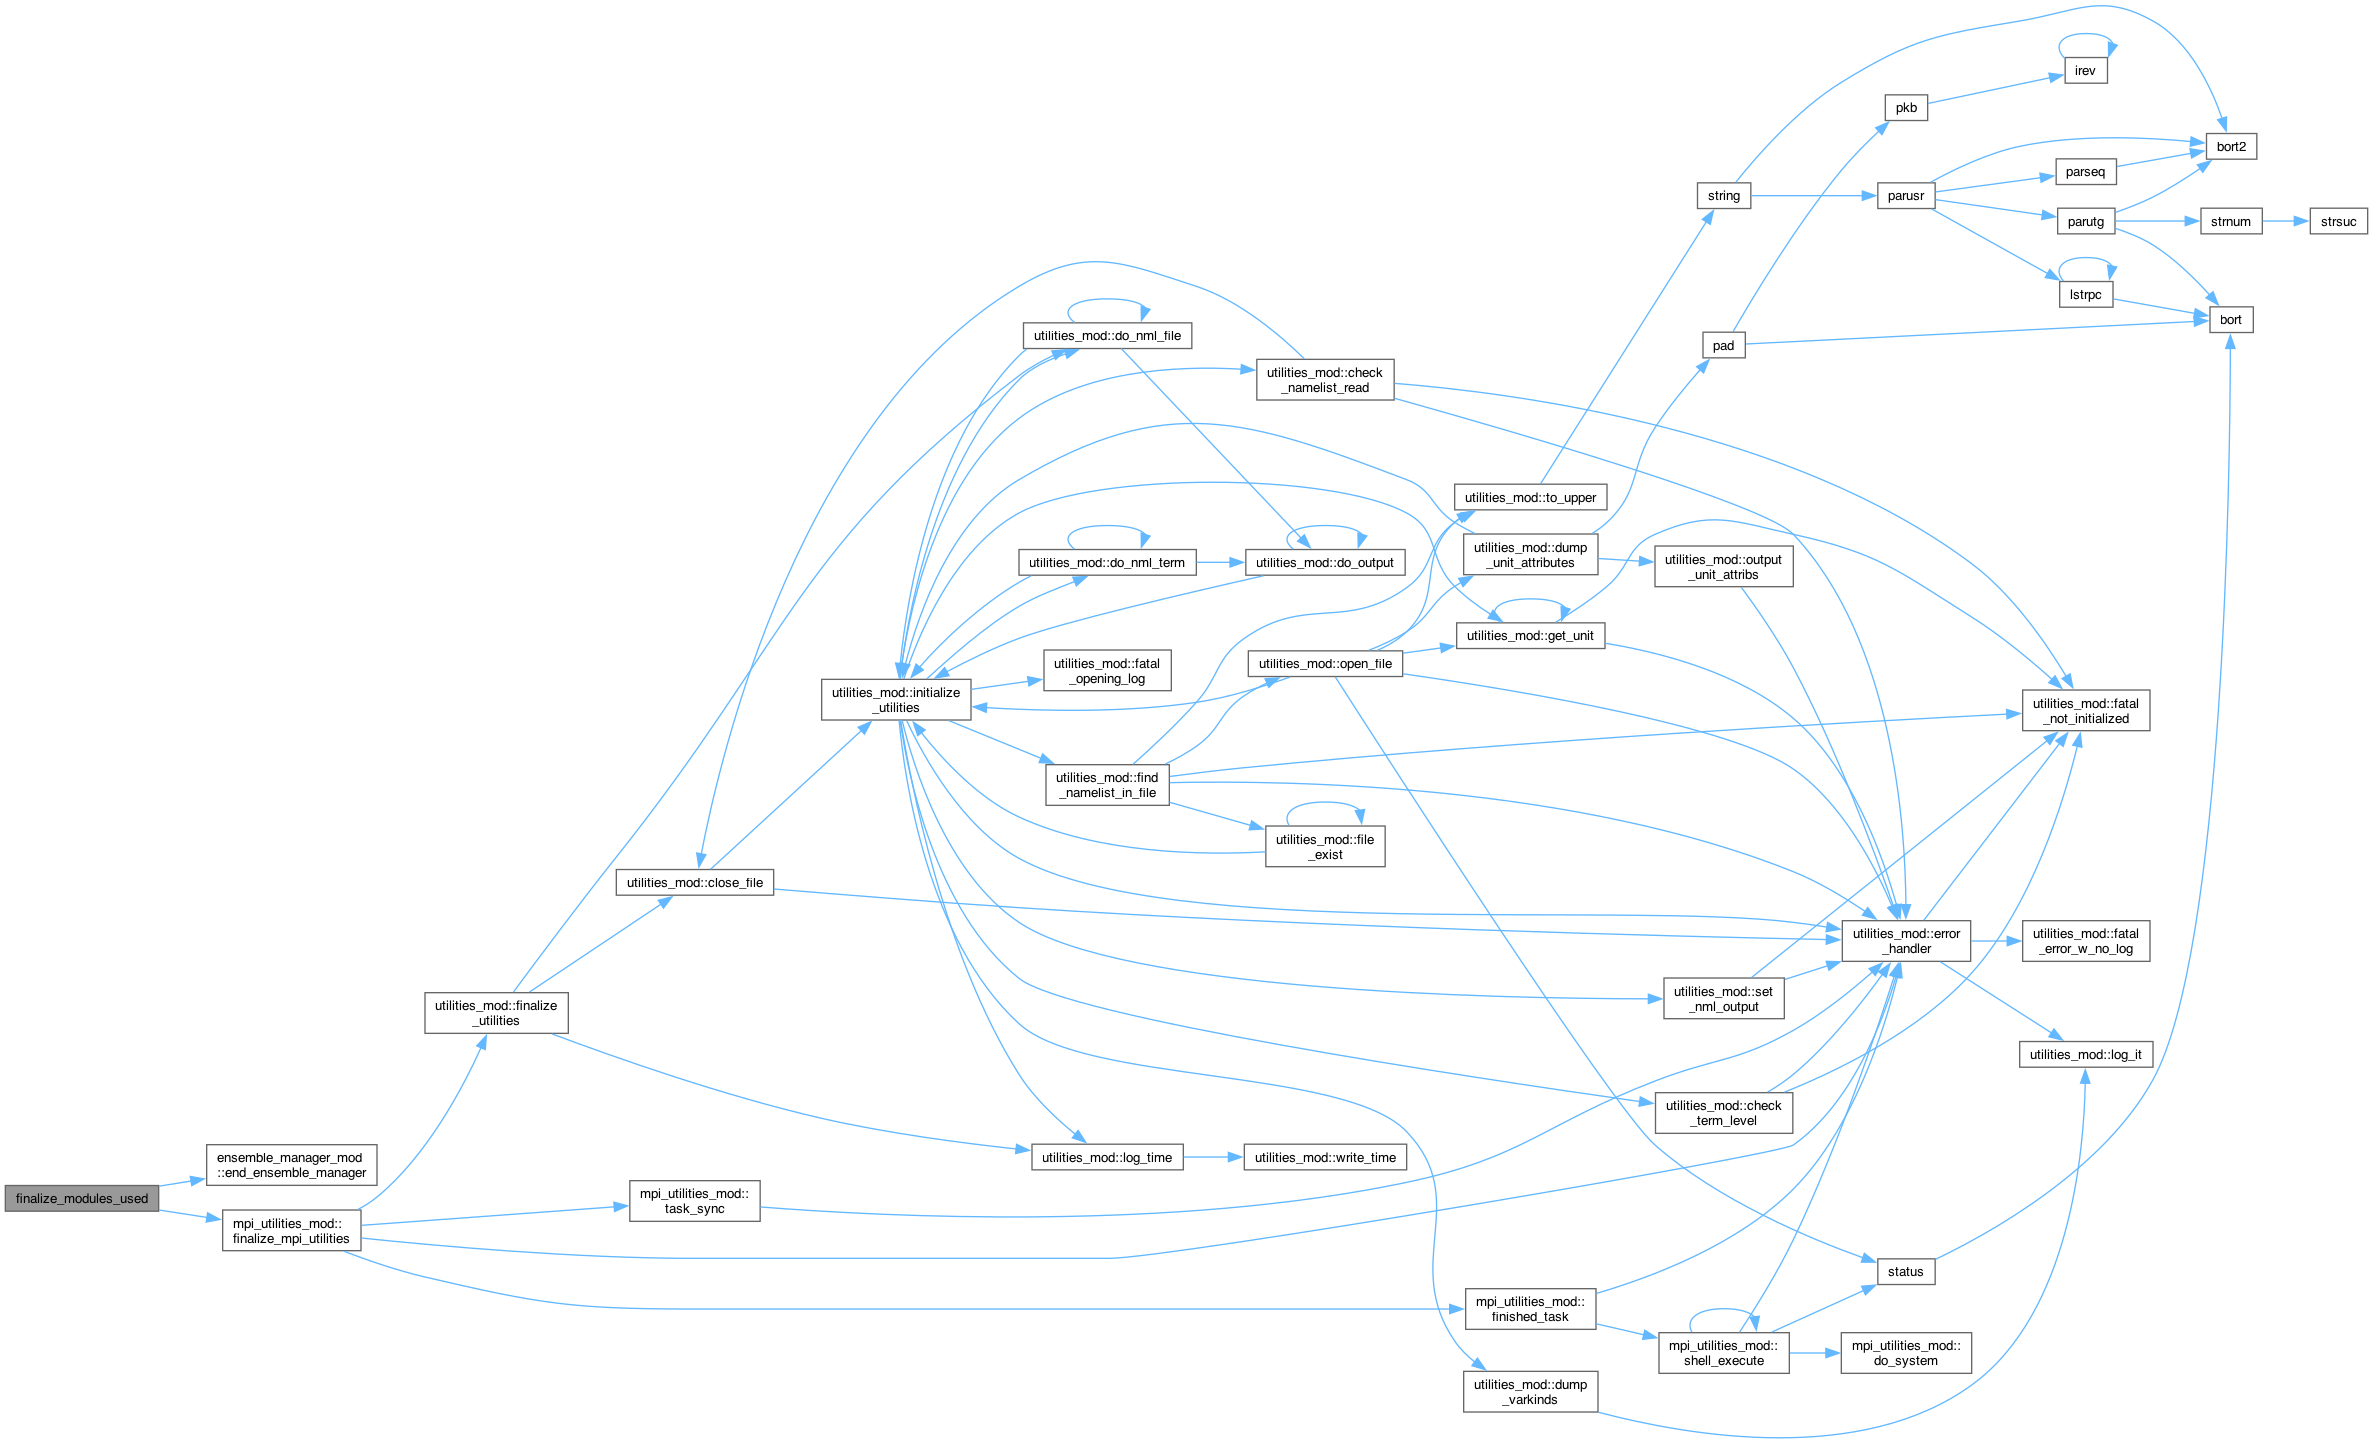 irev
pkb
bort2
parseq
string
parusr
parutg
strnum
strsuc
lstrpc
bort
utilities_mod::do_nml_file
pad
utilities_mod::check
_namelist_read
utilities_mod::to_upper
utilities_mod::dump
_unit_attributes
utilities_mod::output
_unit_attribs
utilities_mod::do_nml_term
utilities_mod::do_output
utilities_mod::get_unit
utilities_mod::fatal
_opening_log
utilities_mod::open_file
utilities_mod::initialize
_utilities
utilities_mod::fatal
_not_initialized
utilities_mod::find
_namelist_in_file
utilities_mod::file
_exist
utilities_mod::close_file
utilities_mod::error
_handler
utilities_mod::fatal
_error_w_no_log
utilities_mod::set
_nml_output
utilities_mod::finalize
_utilities
utilities_mod::log_it
utilities_mod::check
_term_level
utilities_mod::log_time
utilities_mod::write_time
ensemble_manager_mod
::end_ensemble_manager
finalize_modules_used
mpi_utilities_mod::
task_sync
mpi_utilities_mod::
finalize_mpi_utilities
status
mpi_utilities_mod::
finished_task
mpi_utilities_mod::
shell_execute
mpi_utilities_mod::
do_system
utilities_mod::dump
_varkinds